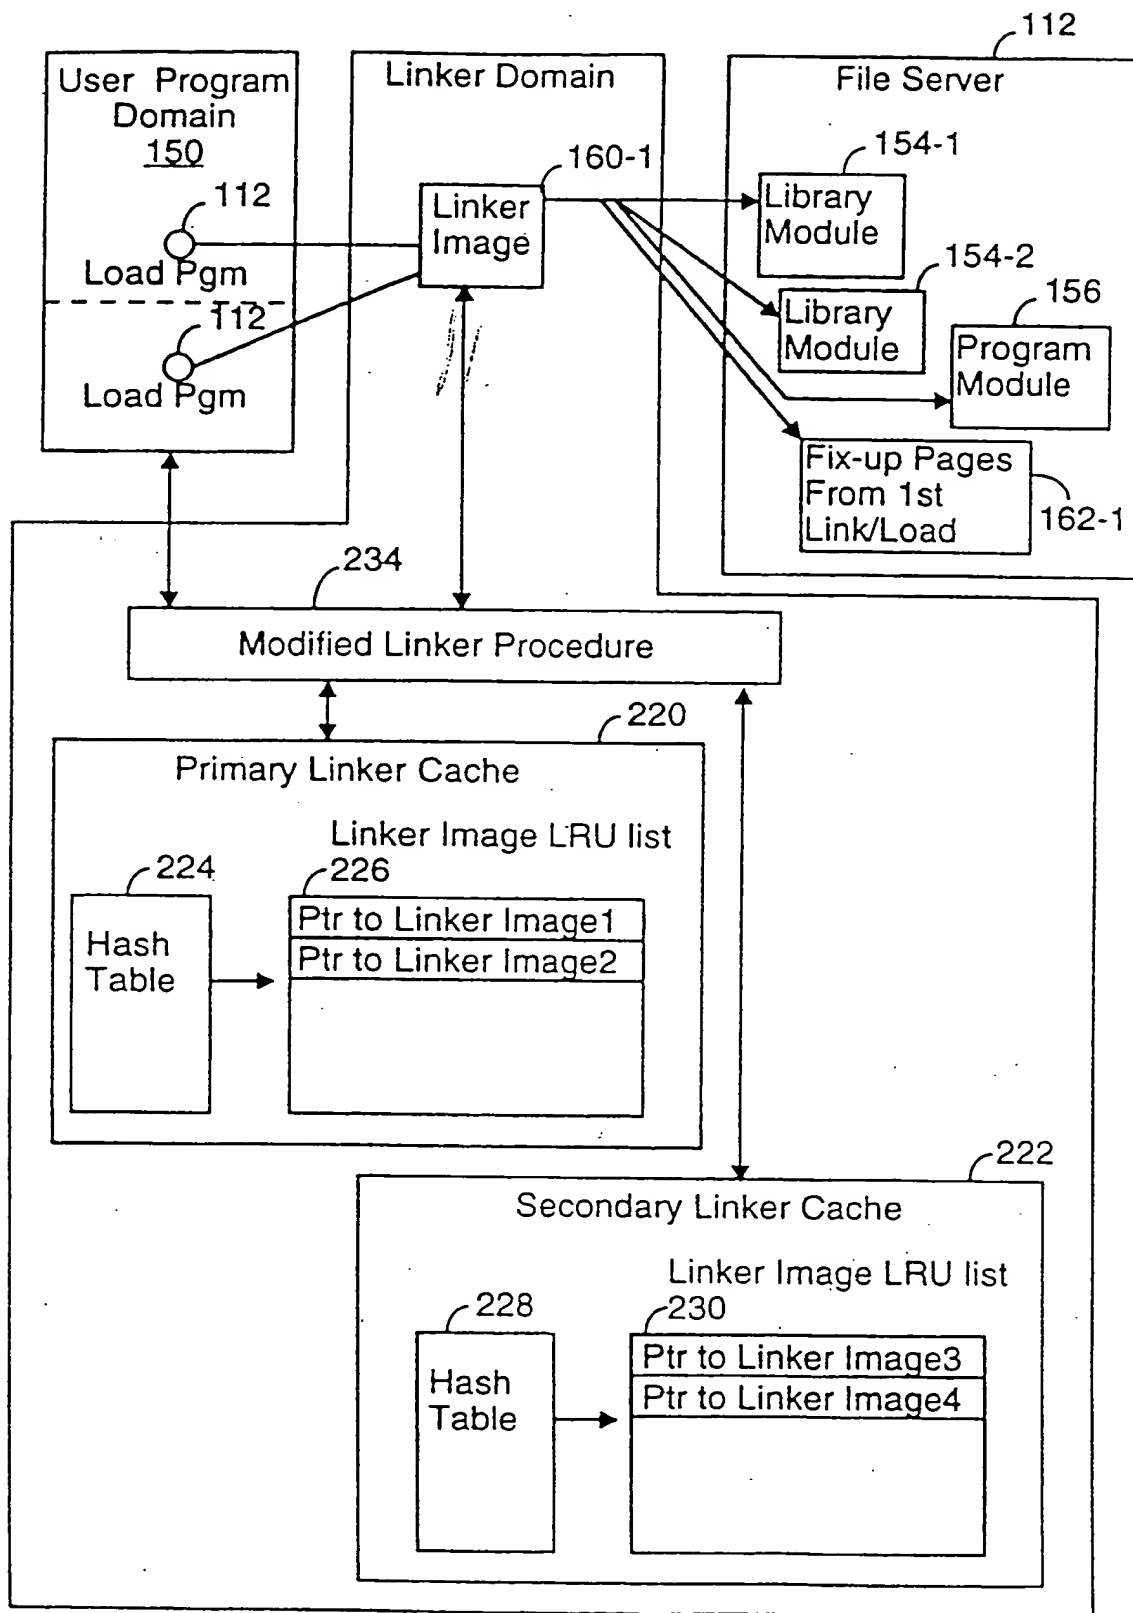 112
User Program
Domain
150
112
Load Pgm
112
Load Pgm
Linker Domain
160-1
Linker
Image
File Server
154-1
Library
Module
154-2
Library
Module
156
Program
Module
Fix-up Pages
From 1st
Link/Load
162-1
234
Modified Linker Procedure
220
Primary Linker Cache
Linker Image LRU list
224
Hash
Table
226
Ptr to Linker Image1
Ptr to Linker Image2
222
Secondary Linker Cache
Linker Image LRU list
228
Hash
Table
230
Ptr to Linker Image3
Ptr to Linker Image4